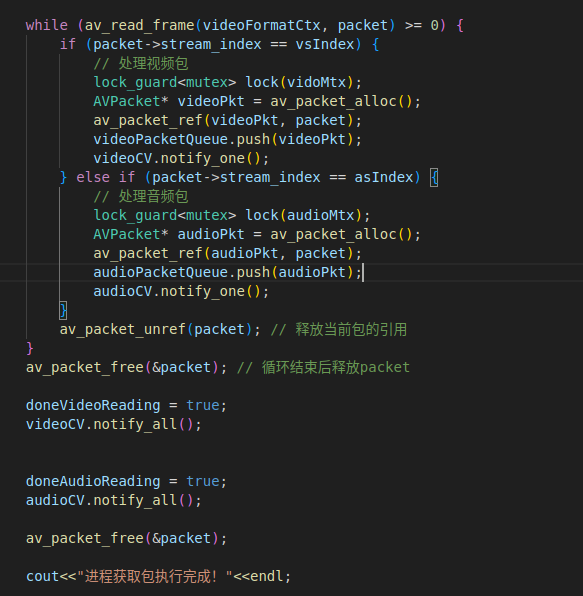 while (av_read_frame(videoFormatCtx, packet) >= 0) {
if (packet->stream_index == vsIndex) {
// 处理视频包
lock_guard<mutex> lock(vidoMtx);
AVPacket* videoPkt = av_packet_alloc();
av_packet_ref(videoPkt, packet);
videoPacketQueue.push(videoPkt);
videoCV.notify_one();
} else if (packet->stream_index == asIndex) {
// 处理音频包
lock_guard<mutex> lock(audioMtx);
AVPacket* audioPkt = av_packet_alloc();
av_packet_ref(audioPkt, packet);
audioPacketQueue.push(audioPkt);
audioCV.notify_one();
}
av_packet_unref(packet); // 释放当前包的引用
}
av_packet_free(&packet); // 循环结束后释放packet
doneVideoReading = true;
videoCV.notify_all();
doneAudioReading = true;
audioCV.notify_all();
av_packet_free(&packet);
cout<<"进程获取包执行完成！"<<endl;